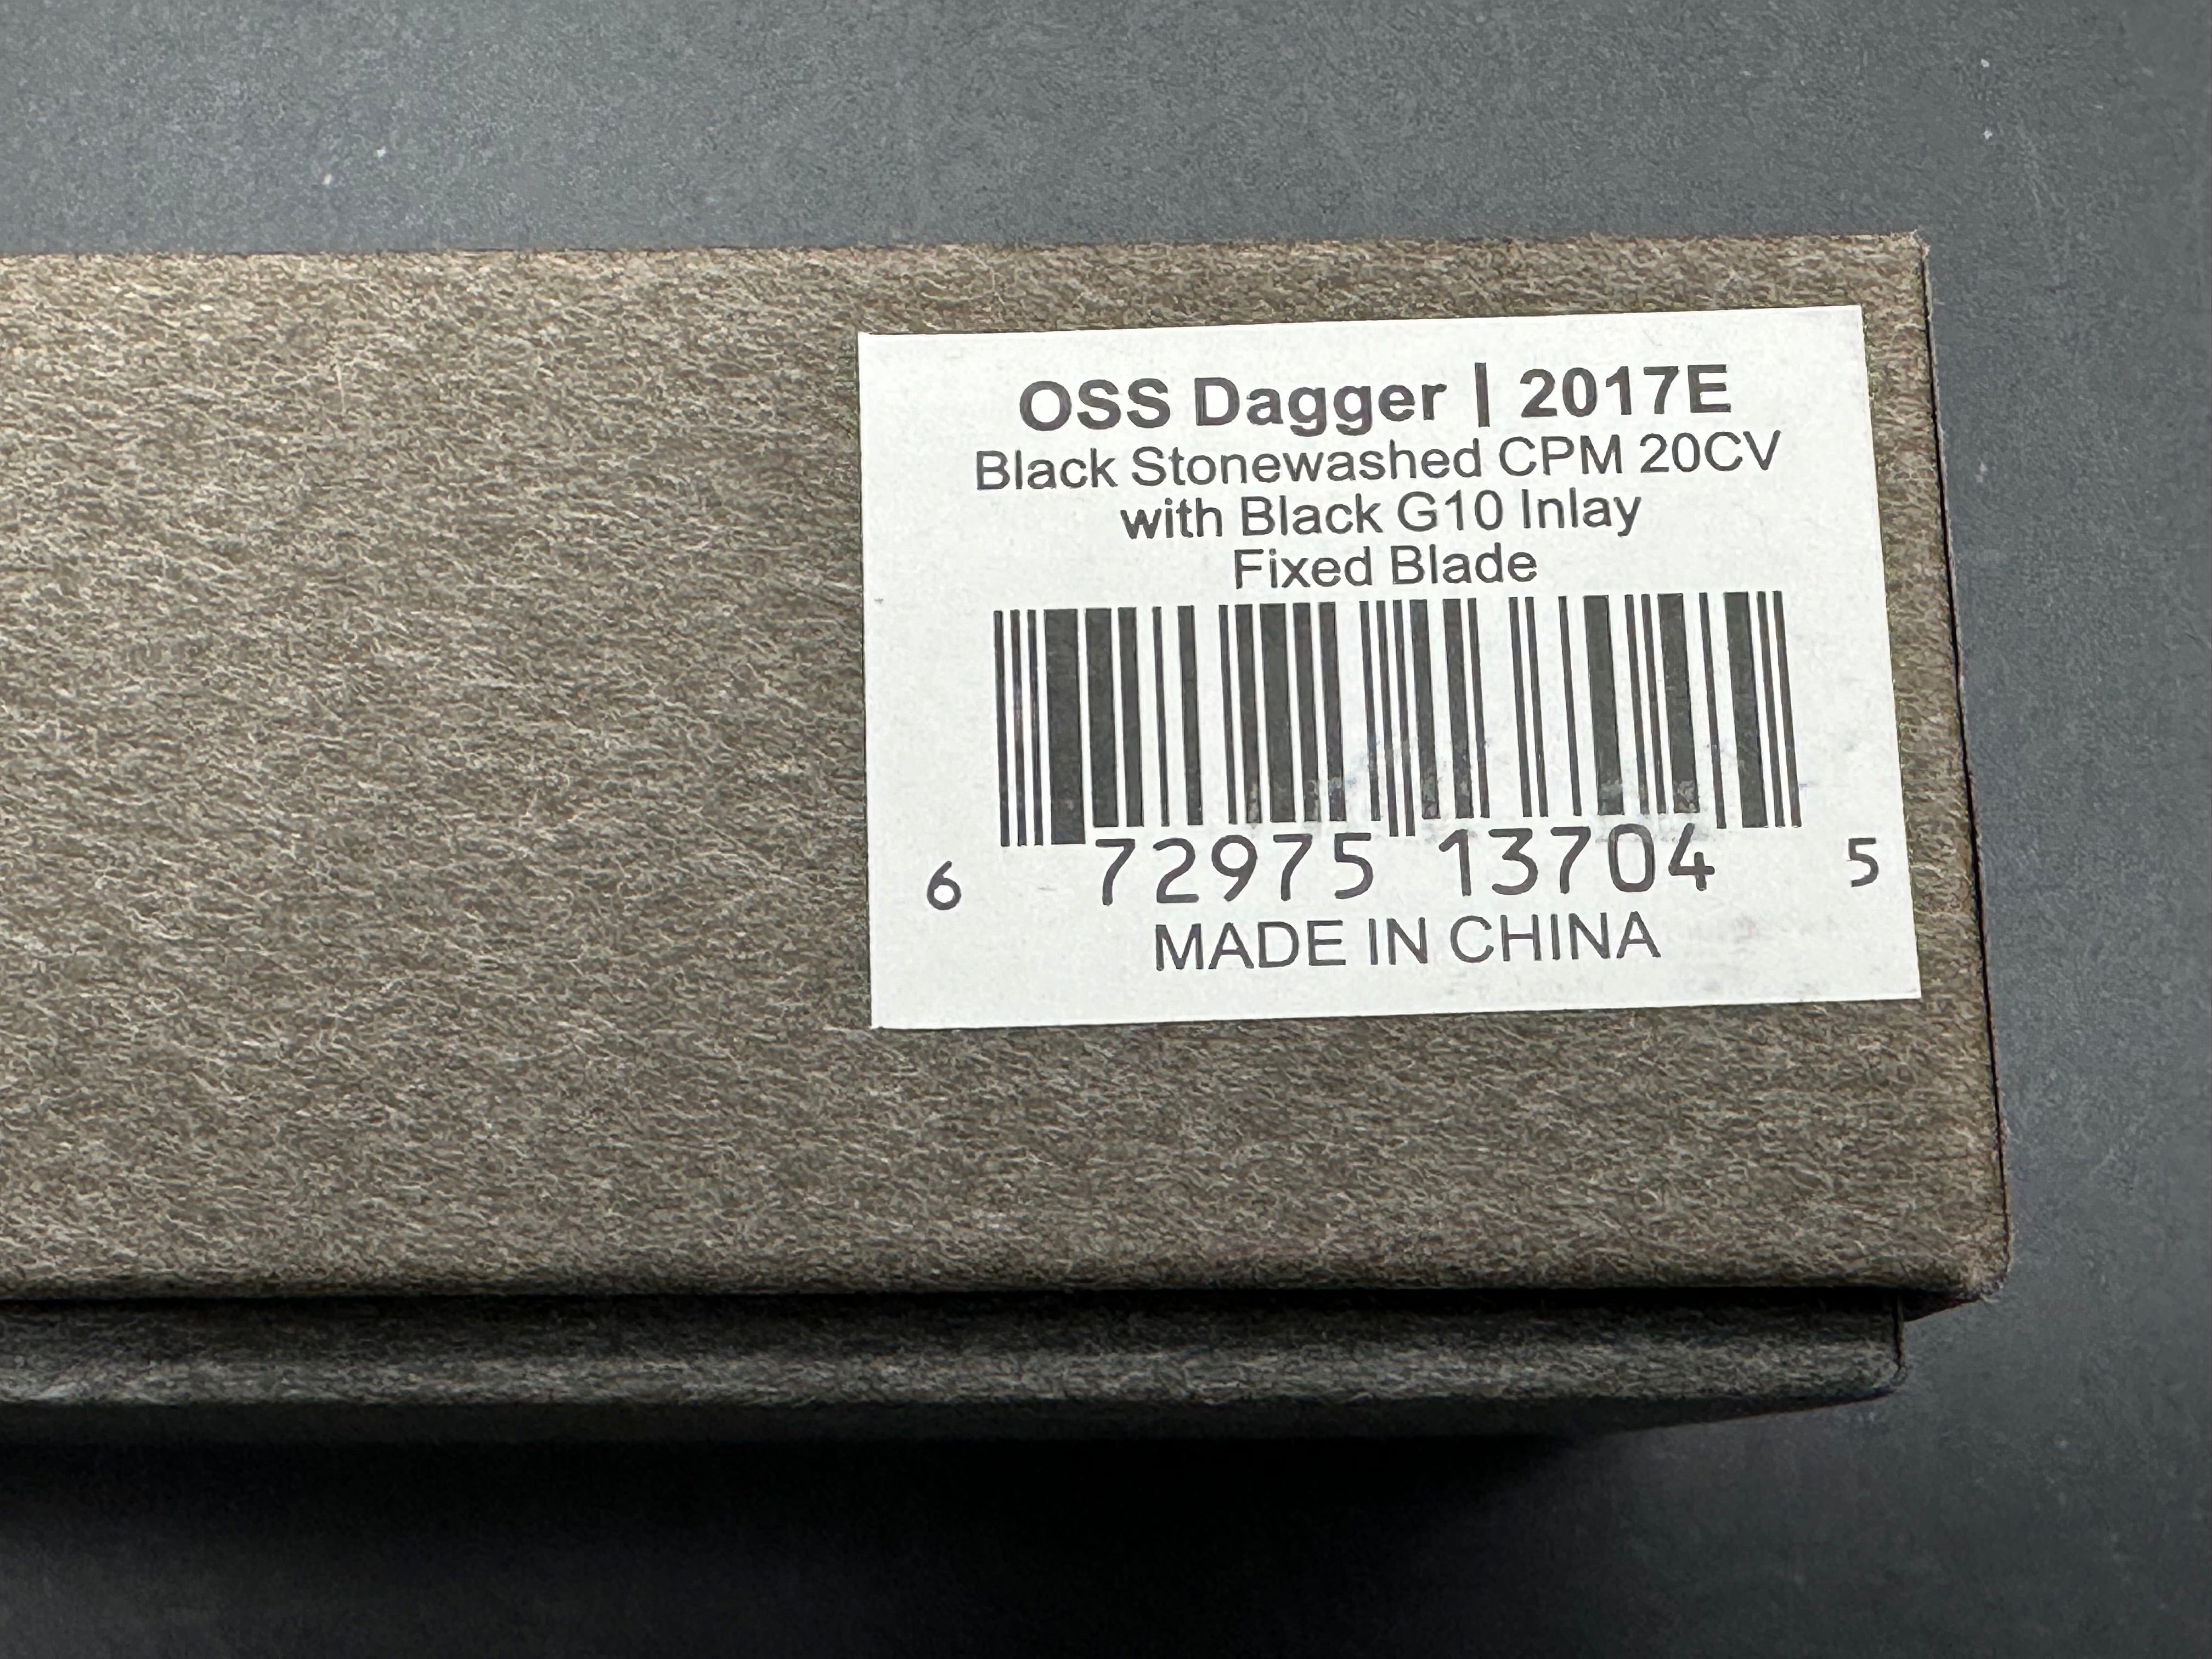 OSS Dagger | 2017E
Black Stonewashed CPM 20CV
with Black G10 Inlay
Fixed Blade
6 72975 13704 5
MADE IN CHINA